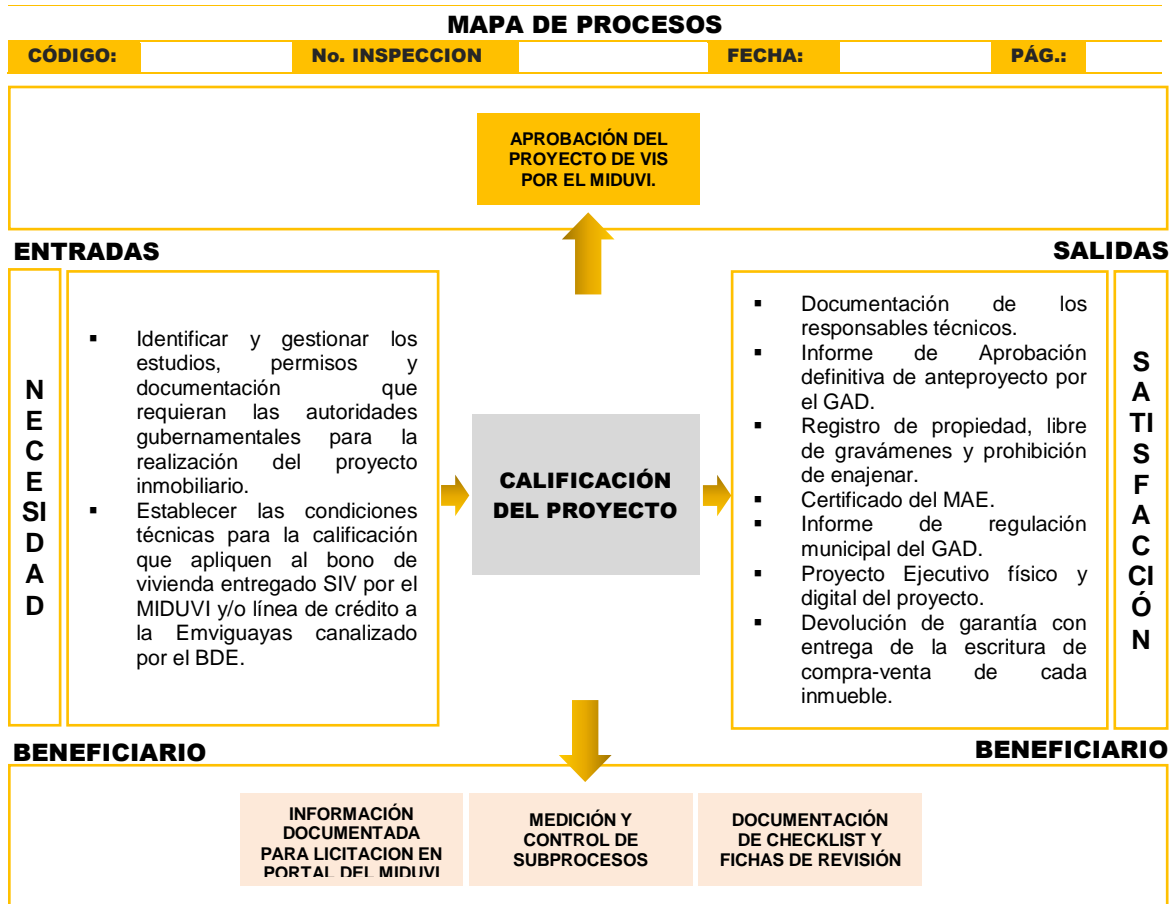 MAPA DE PROCESOS
CÓDIGO: No. INSPECCION FECHA: PÁG.:
APROBACIÓN DEL
PROYECTO DE VIS
POR EL MIDUVI.
ENTRADAS
SALIDAS
N
E
C
E
SI
D
A
D
▪ Identificar y gestionar los
estudios, permisos y
documentación que
requieran las autoridades
gubernamentales para la
realización del proyecto
inmobiliario.
▪ Establecer las condiciones
técnicas para la calificación
que apliquen al bono de
vivienda entregado SIV por el
MIDUVI y/o línea de crédito a
la Emviguayas canalizado
por el BDE.
CALIFICACIÓN
DEL PROYECTO
▪ Documentación de los
responsables técnicos.
▪ Informe de Aprobación
definitiva de anteproyecto por
el GAD.
▪ Registro de propiedad, libre
de gravámenes y prohibición
de enajenar.
▪ Certificado del MAE.
▪ Informe de regulación
municipal del GAD.
▪ Proyecto Ejecutivo físico y
digital del proyecto.
▪ Devolución de garantía con
entrega de la escritura de
compra-venta de cada
inmueble.
S
A
TI
S
F
A
C
CI
Ó
N
BENEFICIARIO
BENEFICIARIO
INFORMACIÓN
DOCUMENTADA
PARA LICITACION EN
PORTAL DEL MIDUVI
MEDICIÓN Y
CONTROL DE
SUBPROCESOS
DOCUMENTACIÓN
DE CHECKLIST Y
FICHAS DE REVISIÓN